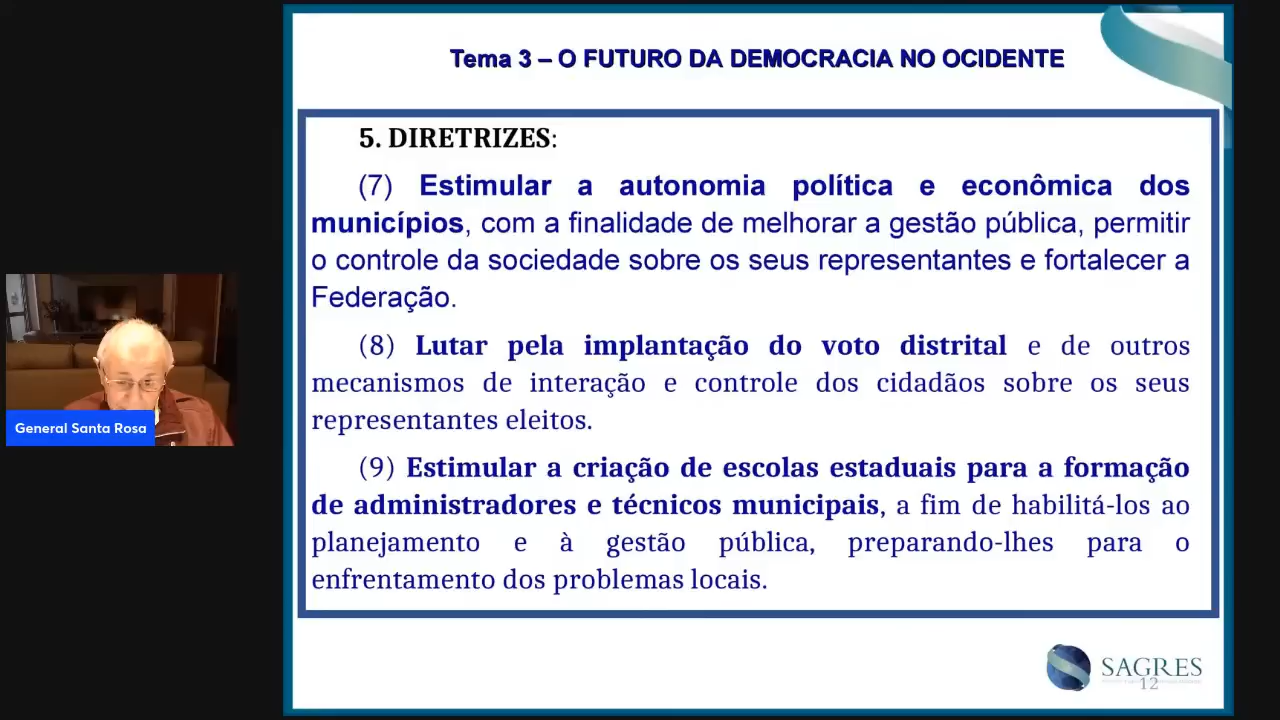 Tema 3 – O FUTURO DA DEMOCRACIA NO OCIDENTE
5. DIRETRIZES:
(7) Estimular a autonomia política e econômica dos
municípios, com a finalidade de melhorar a gestão pública, permitir
o controle da sociedade sobre os seus representantes e fortalecer a
Federação.
(8) Lutar pela implantação do voto distrital e de outros
mecanismos de interação e controle dos cidadãos sobre os seus
representantes eleitos.
(9) Estimular a criação de escolas estaduais para a formação
de administradores e técnicos municipais, a fim de habilitá-los ao
planejamento e à gestão pública, preparando-lhes para o
enfrentamento dos problemas locais.
General Santa Rosa
SAGRES
12